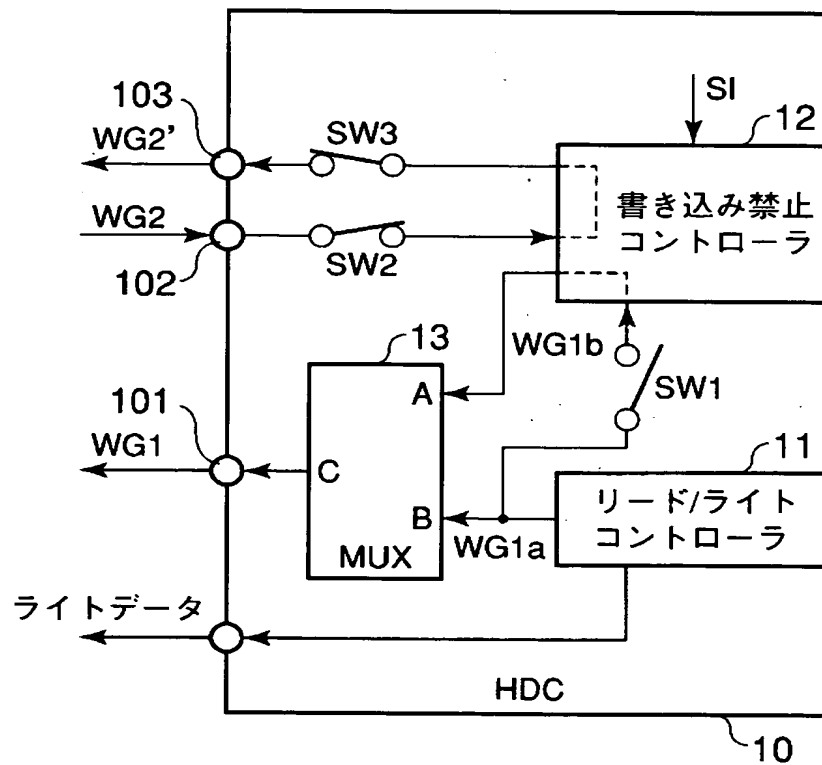 SI
12
103
WG2'
SW3
書き込み禁止
コントローラ
WG2
SW2
102
13
WG1b
SW1
A
101
WG1
C
11
リード/ライト
コントローラ
B
WG1a
MUX
ライトデータ
HDC
10